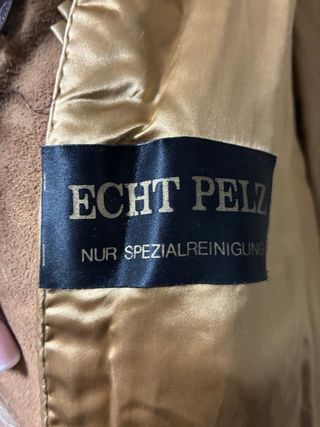 ECHT PELZ
NUR SPEZIALREINIGUNG